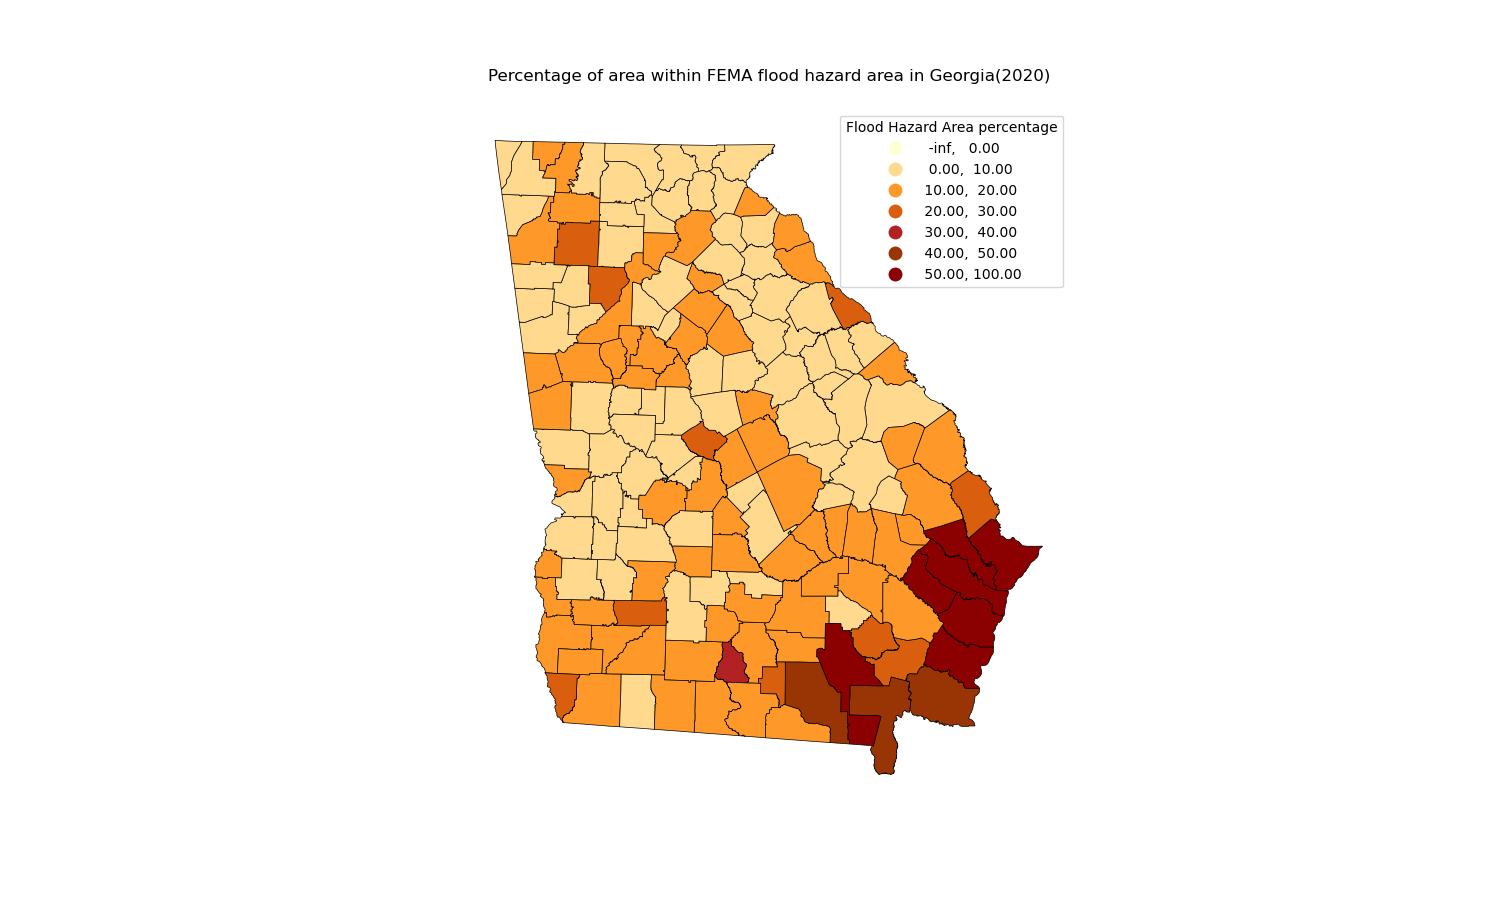 Percentage of area within FEMA flood hazard area in Georgia(2020)
Flood Hazard Area percentage
-inf, 0.00
0.00, 10.00
10.00, 20.00
20.00, 30.00
30.00, 40.00
40.00, 50.00
50.00, 100.00